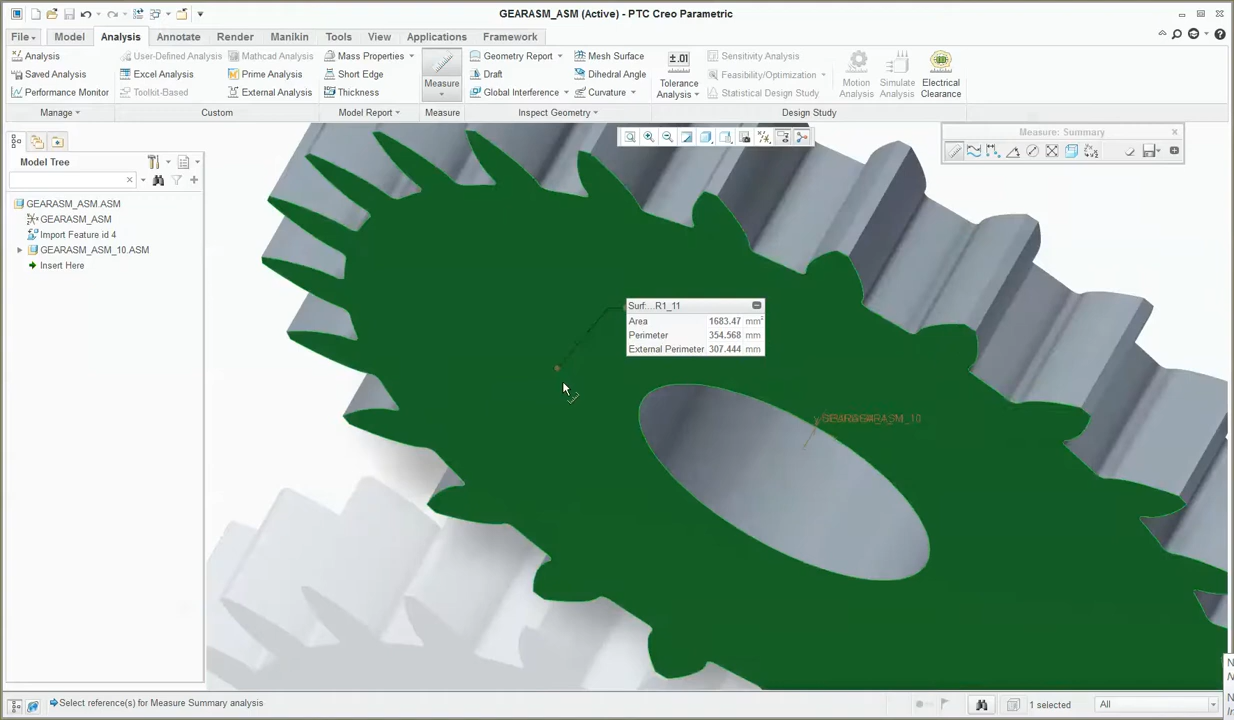 GEARASM_ASM (Active) - PTC Creo Parametric
File Model Analysis Annotate Render Manikin Tools View Applications Framework
Analysis User-Defined Analysis Mathcad Analysis Mass Properties Geometry Report Mesh Surface Sensitivity Analysis
Saved Analysis Excel Analysis Prime Analysis Short Edge Draft Dihedral Angle Feasibility/Optimization
Performance Monitor Toolkit-Based External Analysis Thickness Global Interference Curvature Statistical Design Study
Measure
±.01
Tolerance Analysis
Motion Analysis
Simulate Analysis
Electrical Clearance
Manage Custom Model Report Measure Inspect Geometry Design Study
Measure: Summary
Model Tree
GEARASM_ASM.ASM
GEARASM_ASM
Import Feature id 4
GEARASM_ASM_10.ASM
Insert Here
Surf:...R1_11
Area 1683.47 mm²
Perimeter 354.568 mm
External Perimeter 307.444 mm
Select reference(s) for Measure Summary analysis
1 selected
All